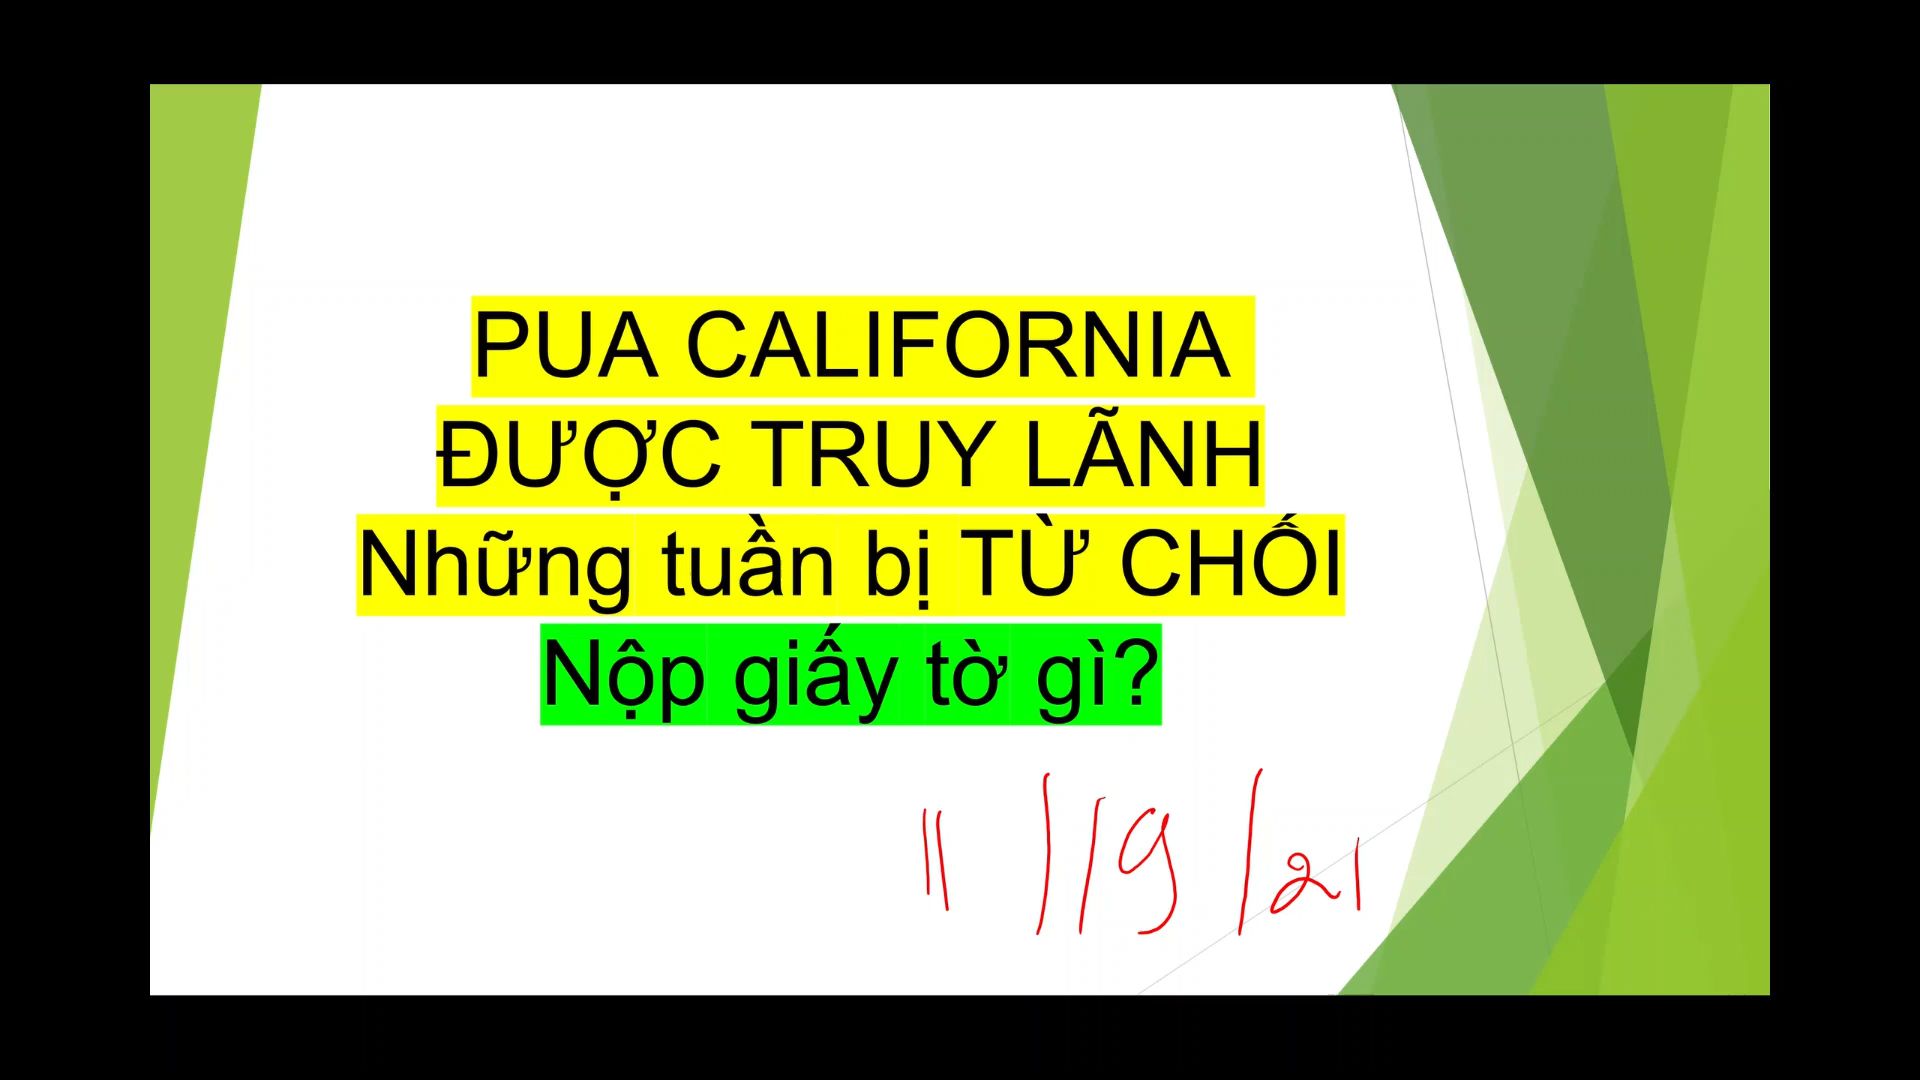 PUA CALIFORNIA
ĐƯỢC TRUY LÃNH
Những tuần bị TỪ CHỐI
Nộp giấy tờ gì?
11/19/21